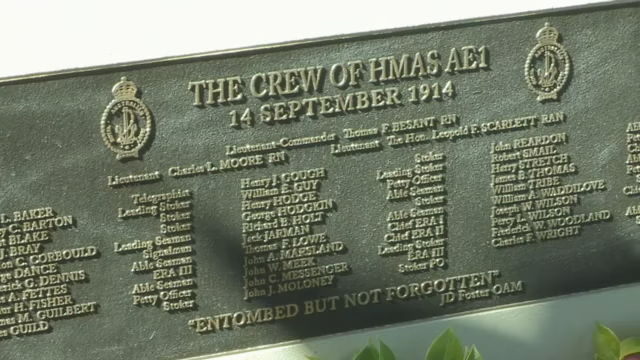 THE CREW OF HMAS AE1
14 SEPTEMBER 1914
Lieutenant-Commander Thomas F. BESANT RN
Lieutenant Charles L. MOORE RN
Lieutenant The Hon. Leopold F. SCARLETT RAN
L. BAKER
C. BARTON
BLAKE
J. BRAY
C. CORBOULD
DANCE
G. DENNIS
A. FETTES
H. FISHER
M. GUILBERT
GUILD
Telegraphist
Leading Stoker
Stoker
Stoker
Leading Seaman
Signalman
Able Seaman
ERA III
Able Seaman
Petty Officer
Stoker
Henry J. GOUGH
William E. GUY
Henry HODGE
George HODGKIN
Richard B. HOLT
Jack JARMAN
Thomas F. LOWE
John A. MARSLAND
John W. MEEK
John C. MESSENGER
John J. MOLONEY
Stoker
Leading Stoker
Petty Officer
Able Seaman
Stoker
Able Seaman
Chief ERA II
Chief ERA II
Able Seaman
ERA III
Stoker PO
John REARDON
Robert SMAIL
Harry STRETCH
B. THOMAS
William TRIBE
William WADDILOVE
W. WILSON
L. WILSON
Frederick W. WOODLAND
Charles F. WRIGHT
"ENTOMBED BUT NOT FORGOTTEN"
JD Foster OAM